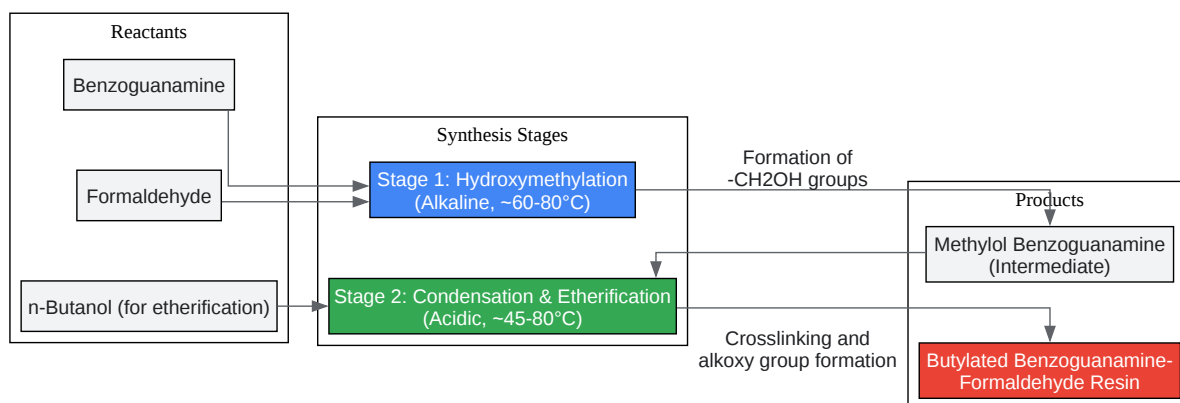 Reactants
Benzoguanamine
Formaldehyde
n-Butanol (for etherification)
Synthesis Stages
Stage 1: Hydroxymethylation
(Alkaline, ~60-80°C)
Stage 2: Condensation & Etherification
(Acidic, ~45-80°C)
Formation of
-CH2OH groups
Crosslinking and
alkoxy group formation
Products
Methylol Benzoguanamine
(Intermediate)
Butylated Benzoguanamine-
Formaldehyde Resin